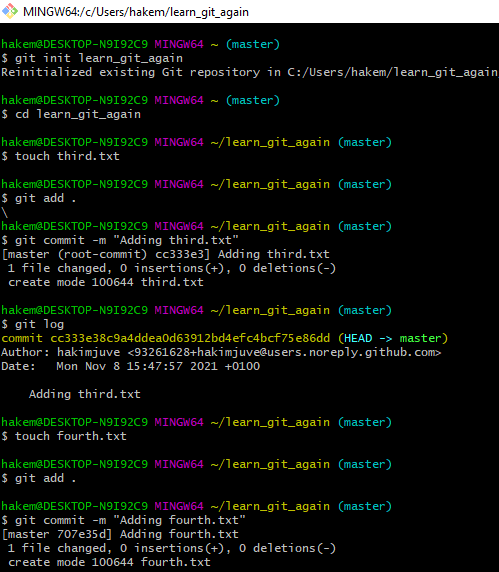 MINGW64:/c/Users/hakem/learn_git_again
hakem@DESKTOP-N9I92C9 MINGW64 ~ (master)
$ git init learn_git_again
Reinitialized existing Git repository in C:/Users/hakem/learn_git_again
hakem@DESKTOP-N9I92C9 MINGW64 ~ (master)
$ cd learn_git_again
hakem@DESKTOP-N9I92C9 MINGW64 ~/learn_git_again (master)
$ touch third.txt
hakem@DESKTOP-N9I92C9 MINGW64 ~/learn_git_again (master)
$ git add .
\
hakem@DESKTOP-N9I92C9 MINGW64 ~/learn_git_again (master)
$ git commit -m "Adding third.txt"
[master (root-commit) cc333e3] Adding third.txt
 1 file changed, 0 insertions(+), 0 deletions(-)
 create mode 100644 third.txt
hakem@DESKTOP-N9I92C9 MINGW64 ~/learn_git_again (master)
$ git log
commit cc333e38c9a4ddea0d63912bd4efc4bcf75e86dd (HEAD -> master)
Author: hakimjuve <93261628+hakimjuve@users.noreply.github.com>
Date:   Mon Nov 8 15:47:57 2021 +0100
    Adding third.txt
hakem@DESKTOP-N9I92C9 MINGW64 ~/learn_git_again (master)
$ touch fourth.txt
hakem@DESKTOP-N9I92C9 MINGW64 ~/learn_git_again (master)
$ git add .
hakem@DESKTOP-N9I92C9 MINGW64 ~/learn_git_again (master)
$ git commit -m "Adding fourth.txt"
[master 707e35d] Adding fourth.txt
 1 file changed, 0 insertions(+), 0 deletions(-)
 create mode 100644 fourth.txt